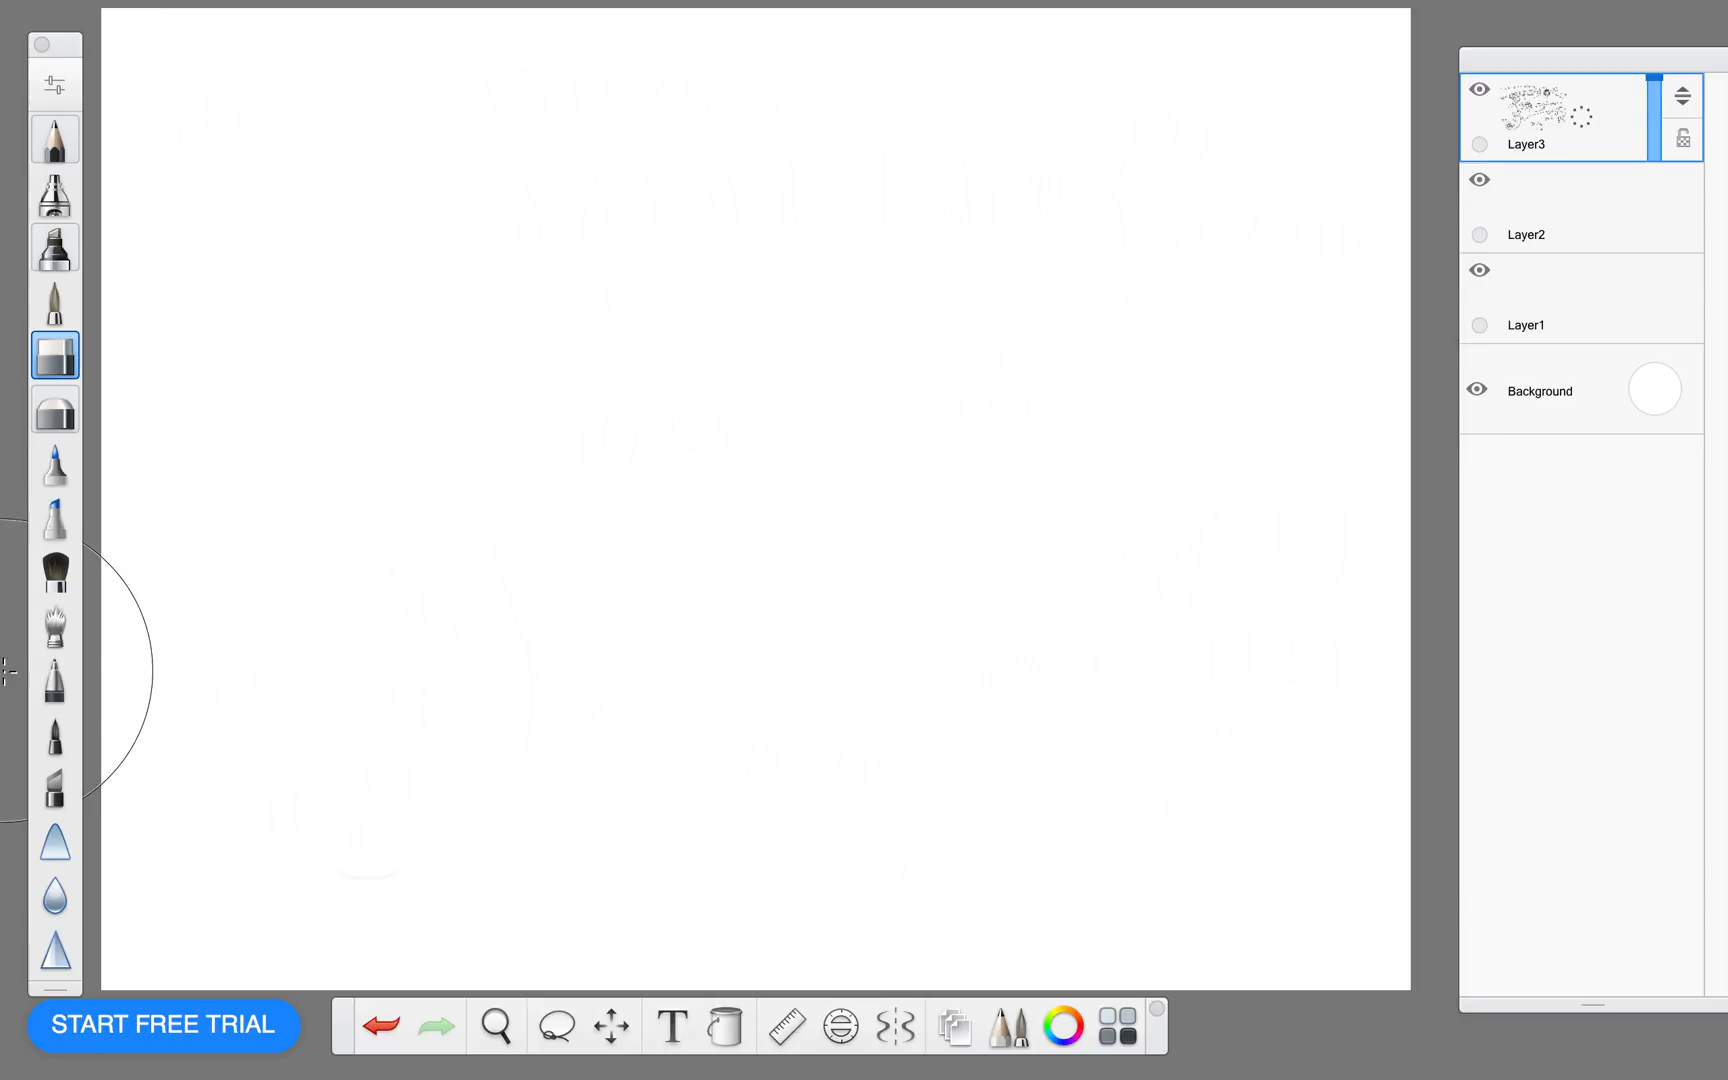 Layer3
Layer2
Layer1
Background
START FREE TRIAL
T